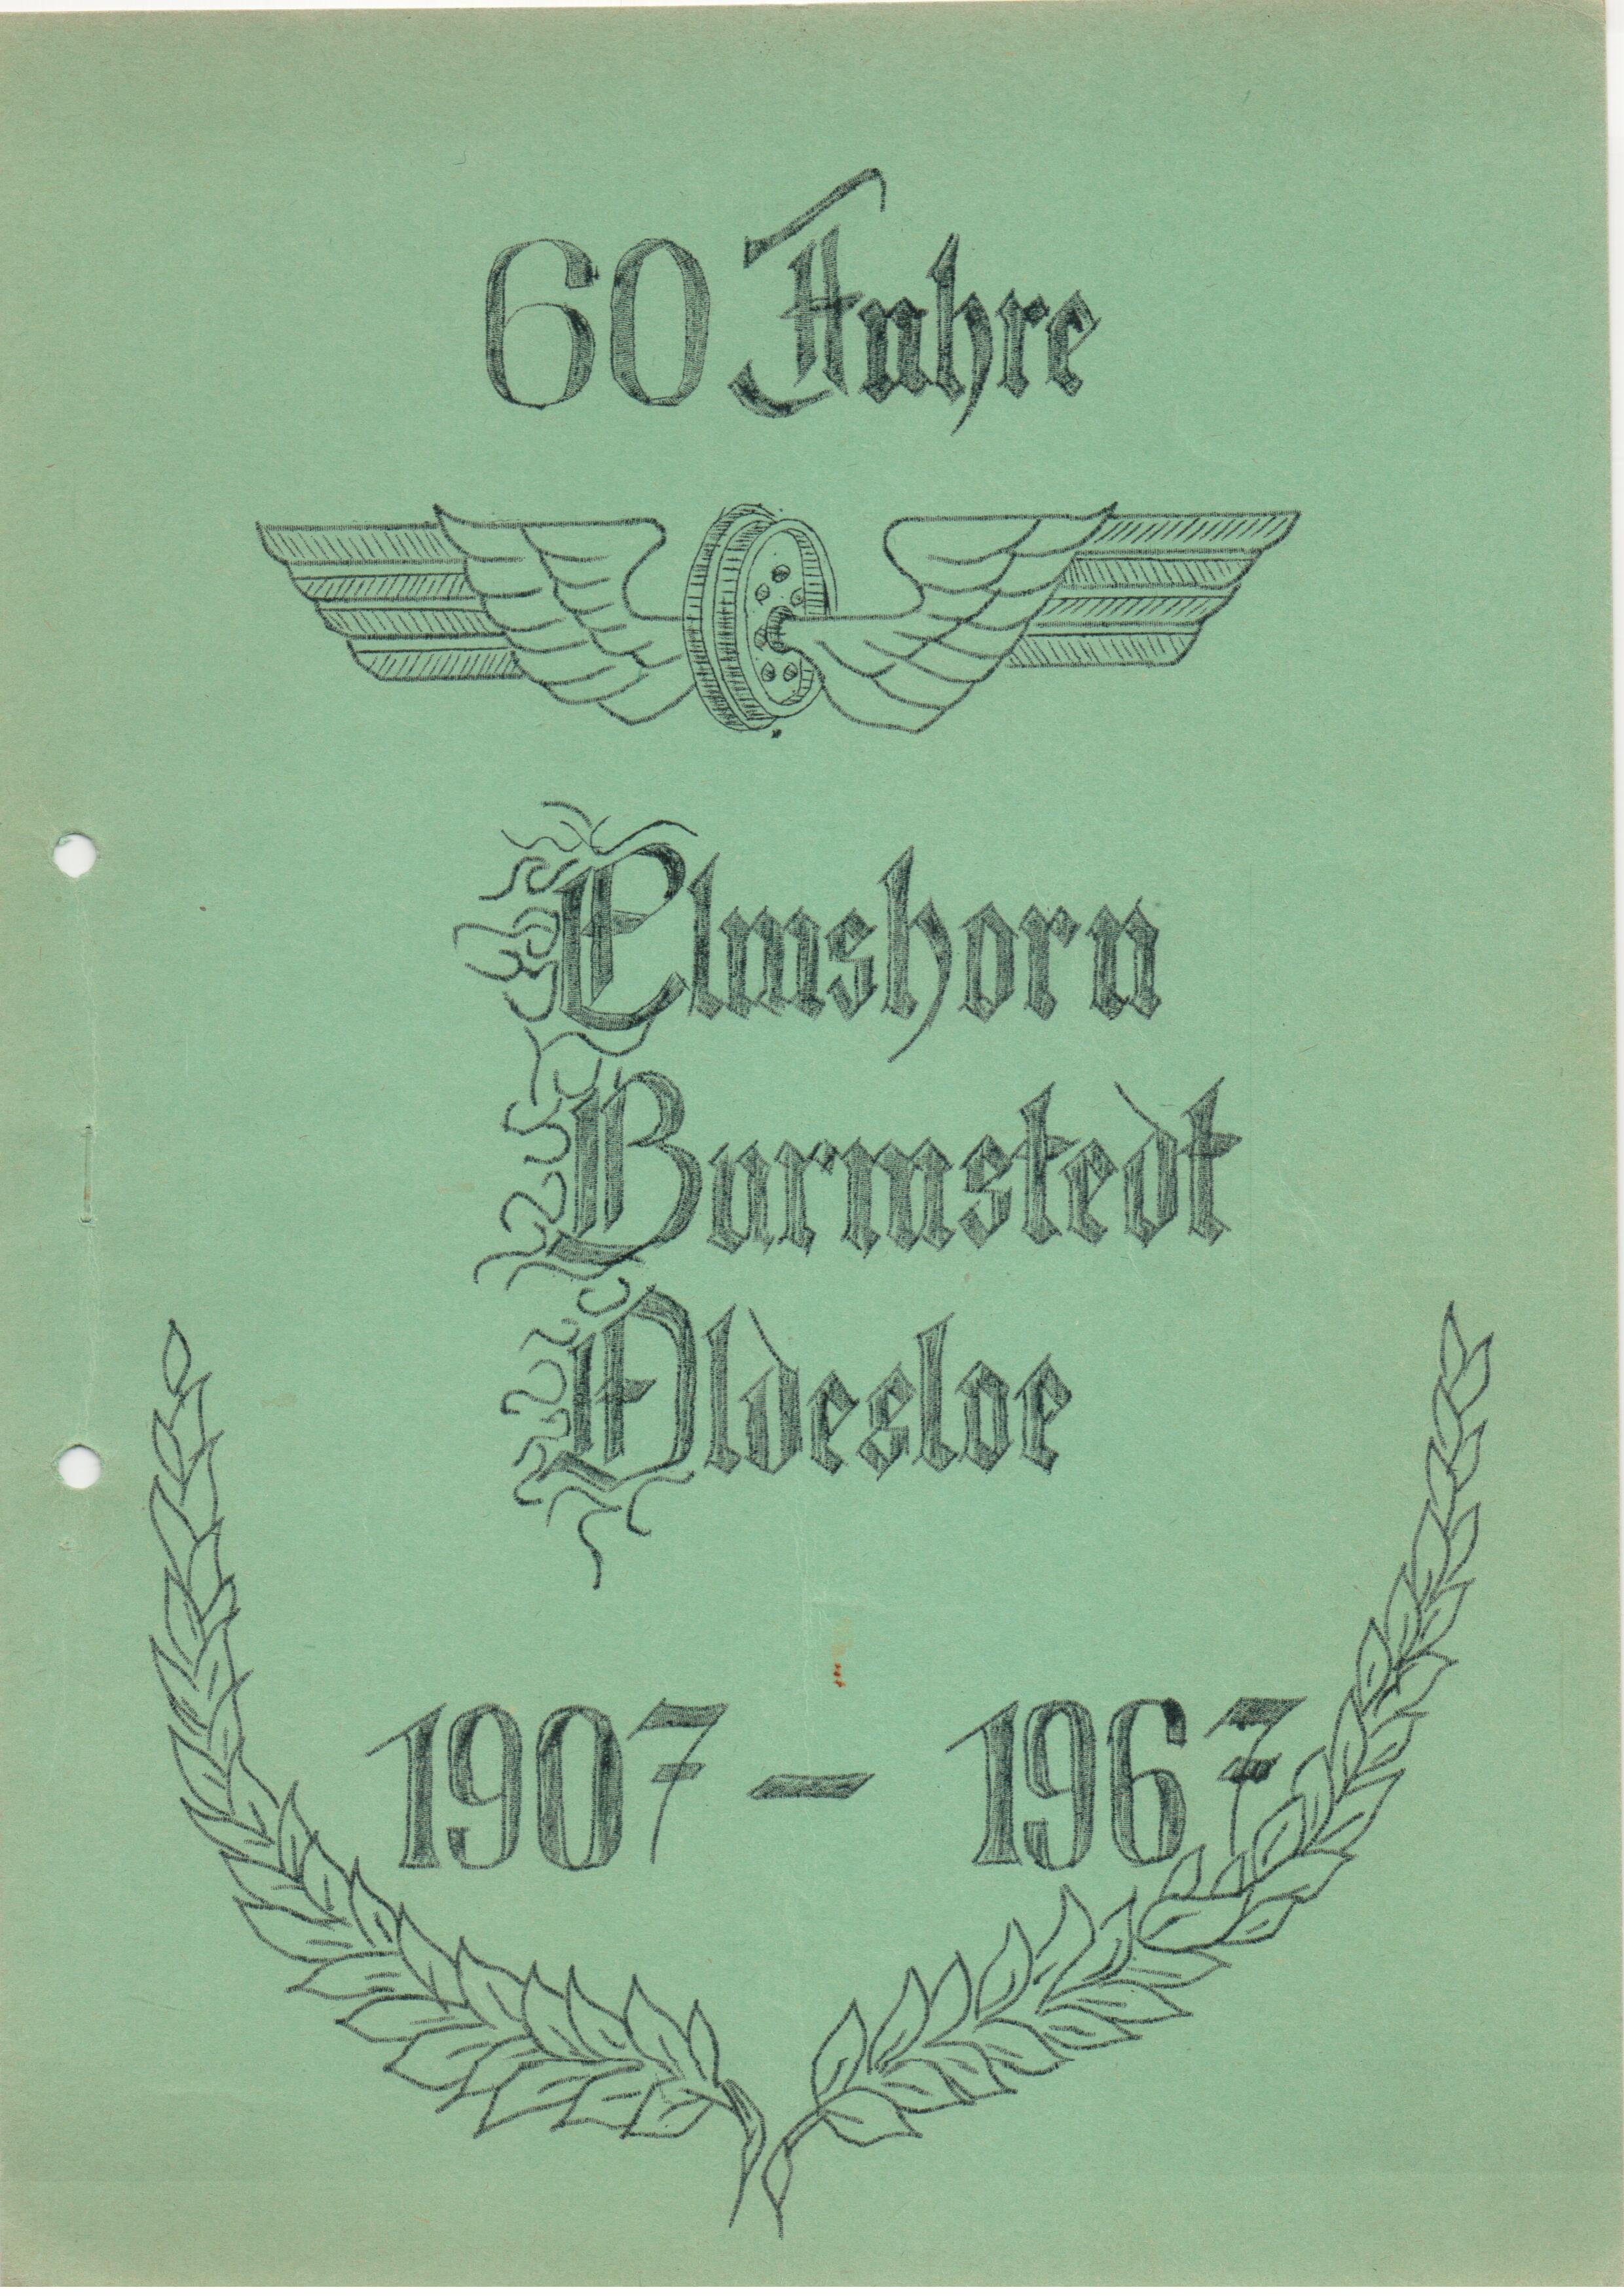 60 Jahre
Elmshorn
Barmstedt
Oldesloe
1907 – 1967